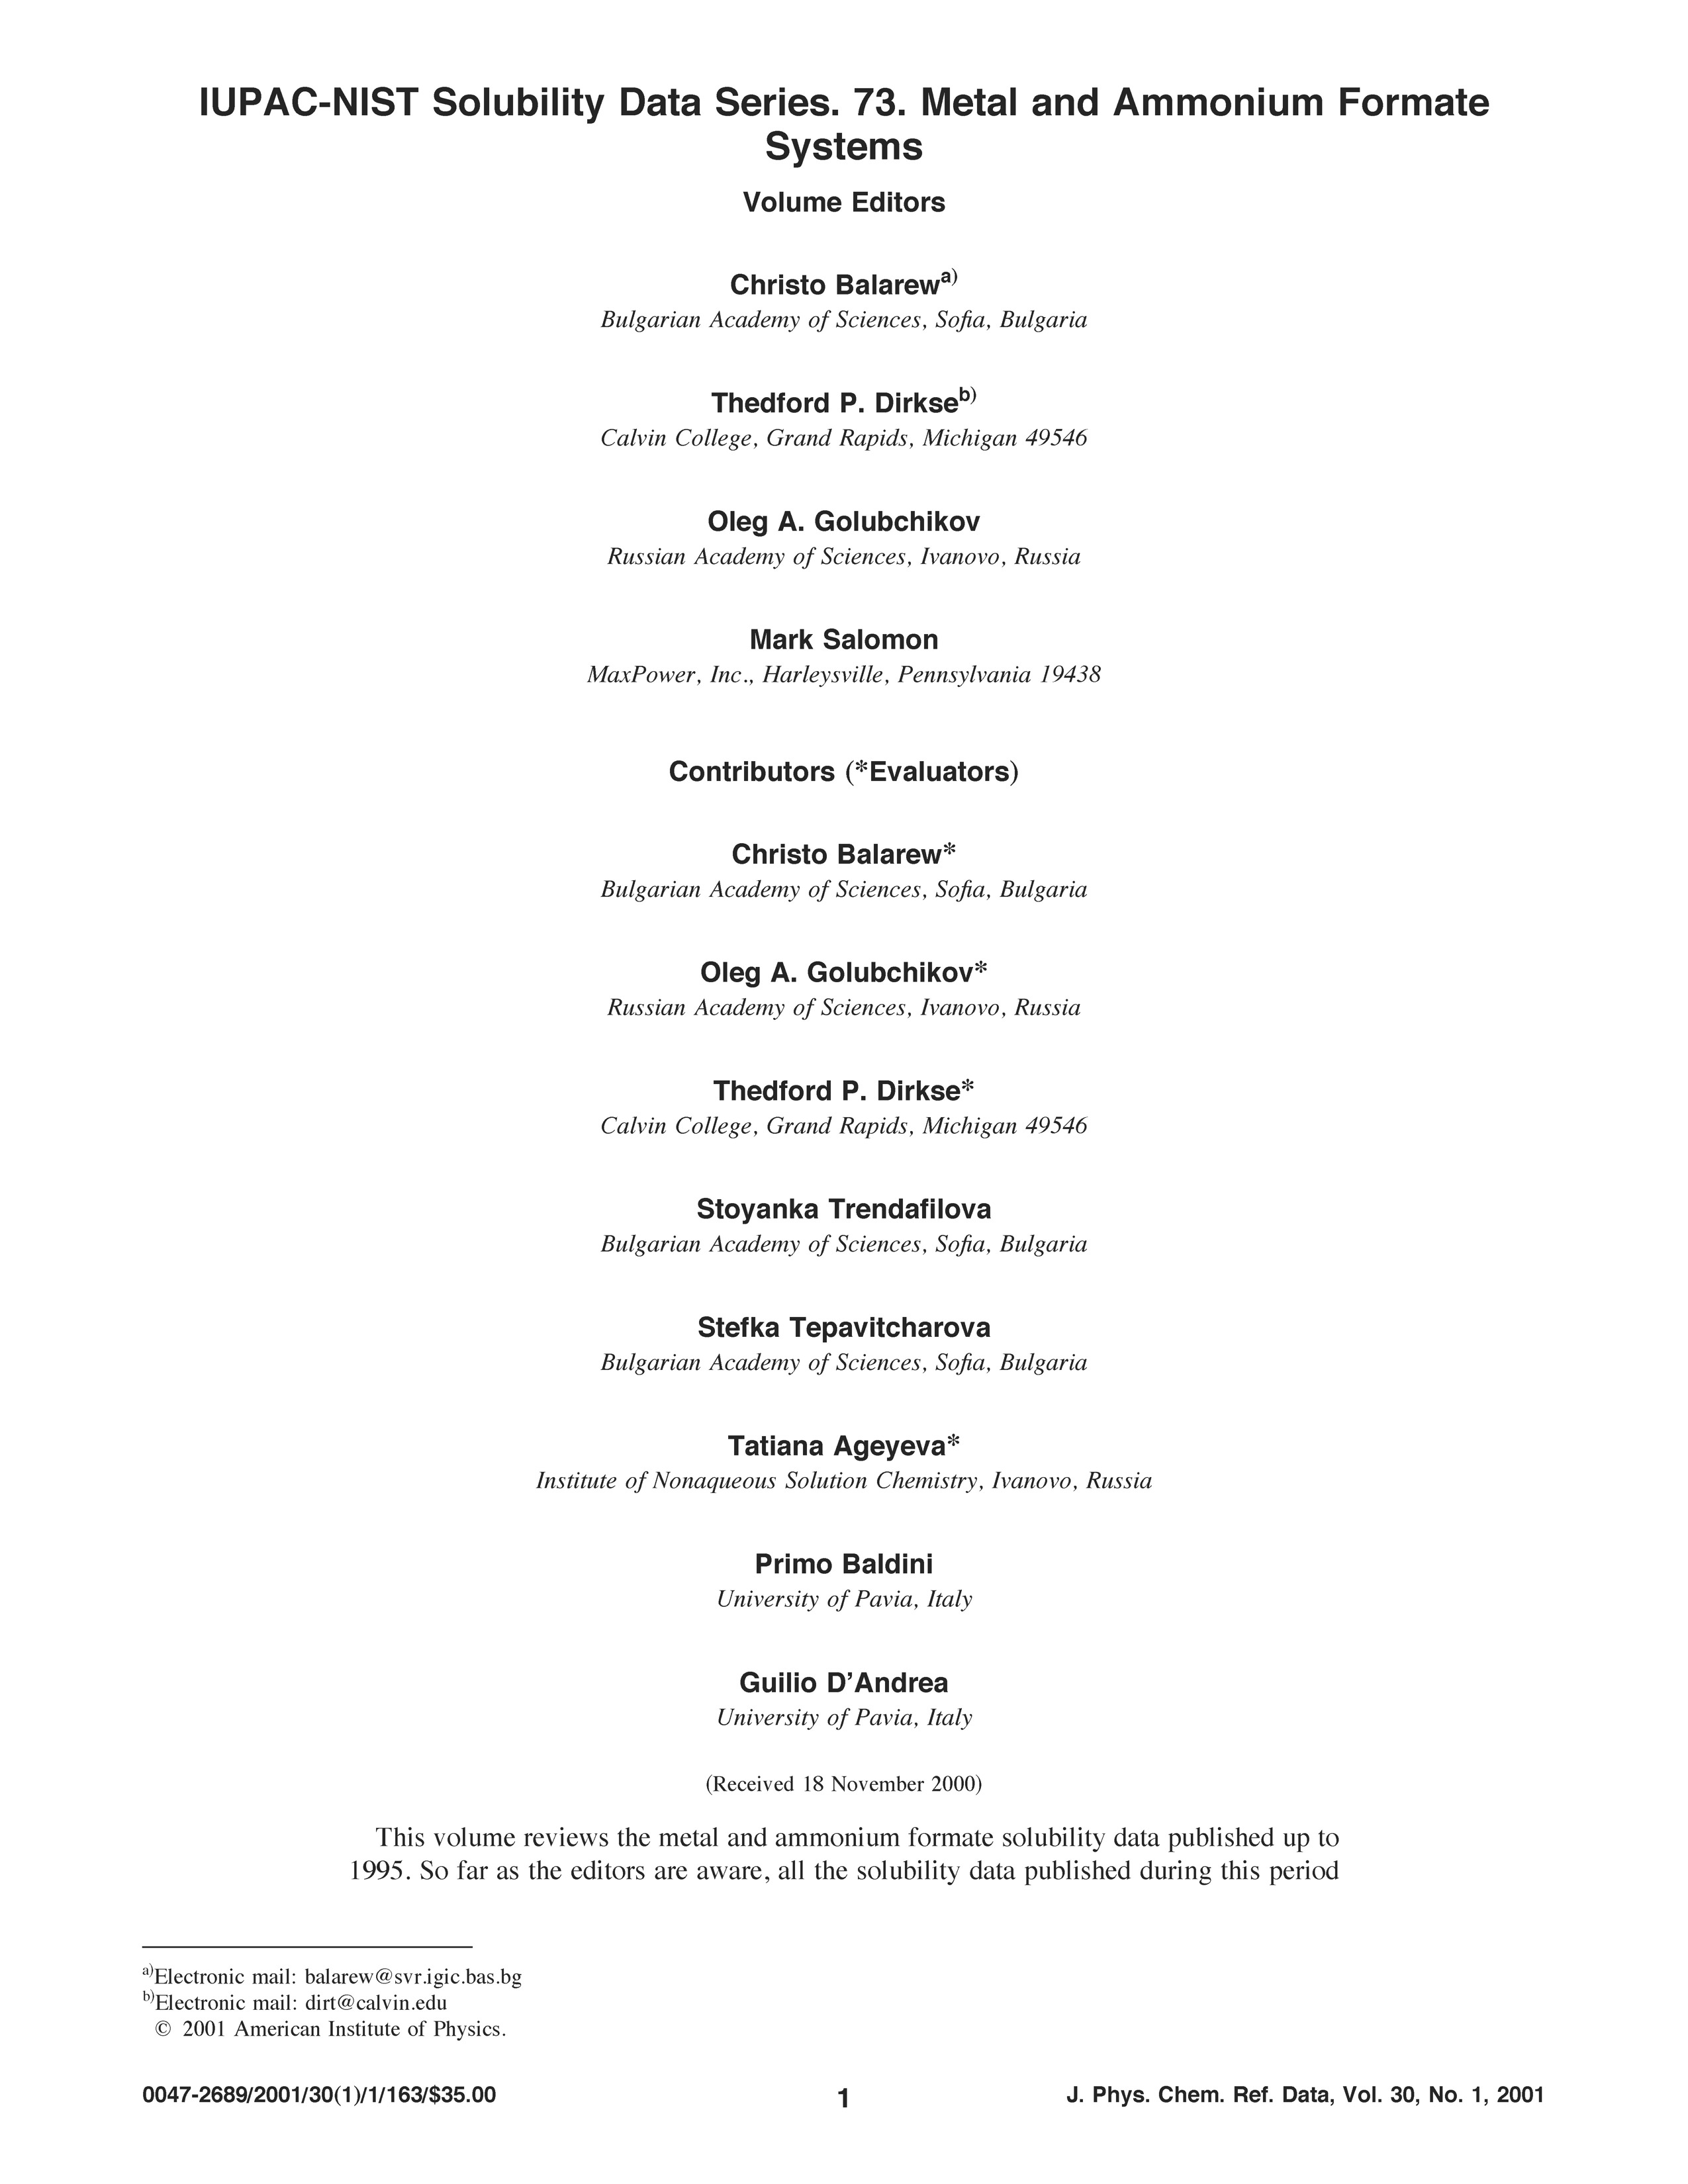 IUPAC-NIST Solubility Data Series. 73. Metal and Ammonium Formate
Systems
Volume Editors
Christo Balarewa)
Bulgarian Academy of Sciences, Sofia, Bulgaria
Thedford P. Dirkseb)
Calvin College, Grand Rapids, Michigan 49546
Oleg A. Golubchikov
Russian Academy of Sciences, Ivanovo, Russia
Mark Salomon
MaxPower, Inc., Harleysville, Pennsylvania 19438
Contributors (*Evaluators)
Christo Balarew*
Bulgarian Academy of Sciences, Sofia, Bulgaria
Oleg A. Golubchikov*
Russian Academy of Sciences, Ivanovo, Russia
Thedford P. Dirkse*
Calvin College, Grand Rapids, Michigan 49546
Stoyanka Trendafilova
Bulgarian Academy of Sciences, Sofia, Bulgaria
Stefka Tepavitcharova
Bulgarian Academy of Sciences, Sofia, Bulgaria
Tatiana Ageyeva*
Institute of Nonaqueous Solution Chemistry, Ivanovo, Russia
Primo Baldini
University of Pavia, Italy
Guilio D’Andrea
University of Pavia, Italy
(Received 18 November 2000)
This volume reviews the metal and ammonium formate solubility data published up to
1995. So far as the editors are aware, all the solubility data published during this period
a)Electronic mail: balarew@svr.igic.bas.bg
b)Electronic mail: dirt@calvin.edu
© 2001 American Institute of Physics.
0047-2689/2001/30(1)/1/163/$35.00 1 J. Phys. Chem. Ref. Data, Vol. 30, No. 1, 2001